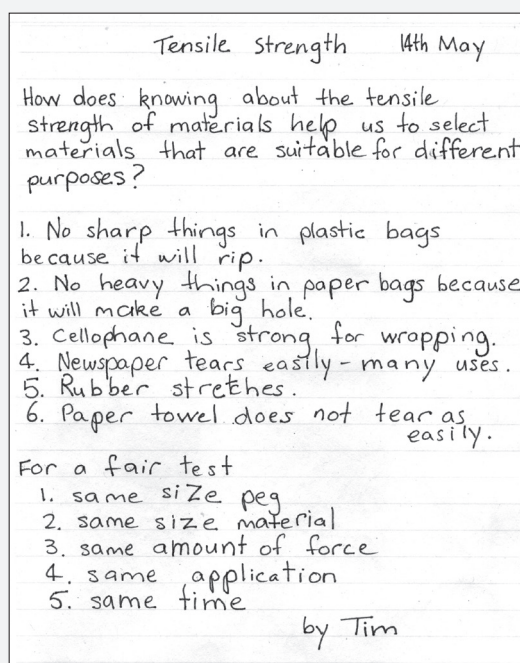 Tensile Strength 14th May
How does knowing about the tensile
strength of materials help us to select
materials that are suitable for different
purposes?
1. No sharp things in plastic bags
because it will rip.
2. No heavy things in paper bags because
it will make a big hole.
3. Cellophane is strong for wrapping.
4. Newspaper tears easily - many uses.
5. Rubber stretches.
6. Paper towel does not tear as
easily.
For a fair test
1. same size peg
2. same size material
3. same amount of force
4. same application
5. same time
by Tim